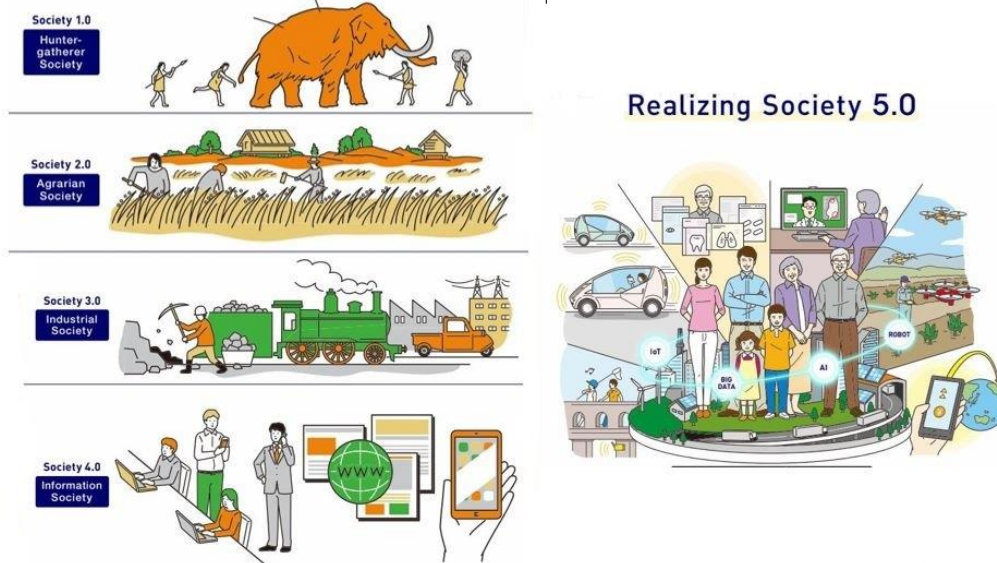 Society 1.0
Hunter-
gatherer
Society
Society 2.0
Agrarian
Society
Society 3.0
Industrial
Society
Society 4.0
Information
Society
WWW
Realizing Society 5.0
IoT
BIG
DATA
AI
ROBOT